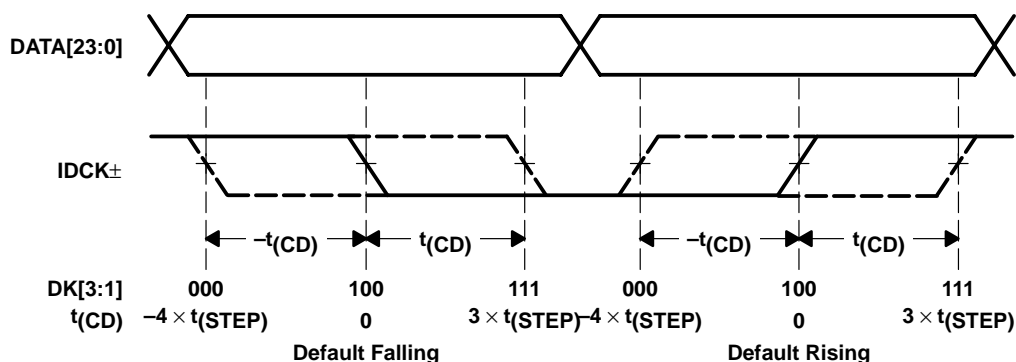 DATA[23:0]
IDCK±
–t(CD) t(CD) –t(CD) t(CD)
DK[3:1] 000 100 111 000 100 111
t(CD) –4 × t(STEP) 0 3 × t(STEP) –4 × t(STEP) 0 3 × t(STEP)
Default Falling Default Rising